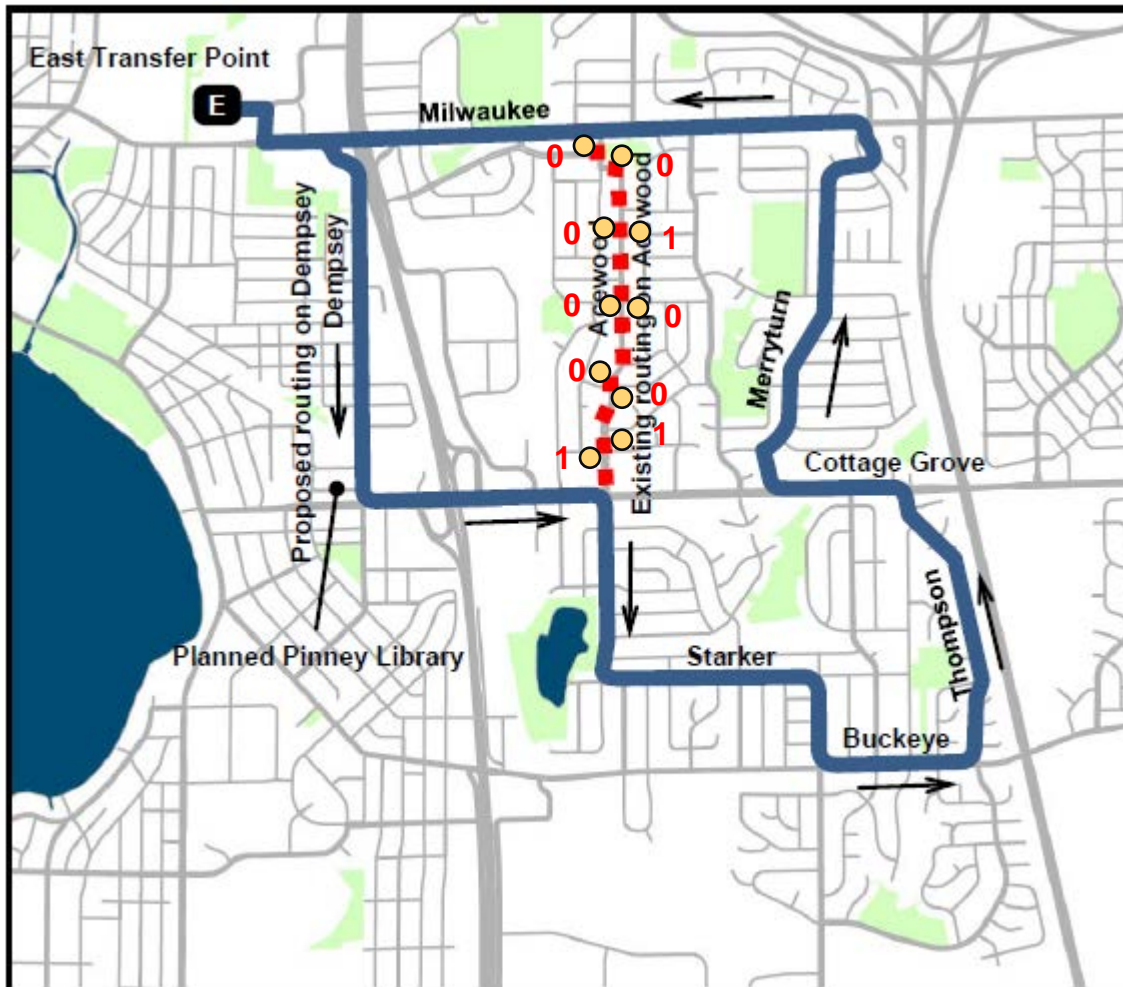 East Transfer Point
E
Milwaukee
0
0
0
1
0
0
0
0
1
1
Acewood
Existing routing on Acewood
Proposed routing on Dempsey
Dempsey
Merryturn
Cottage Grove
Planned Pinney Library
Starker
Thompson
Buckeye